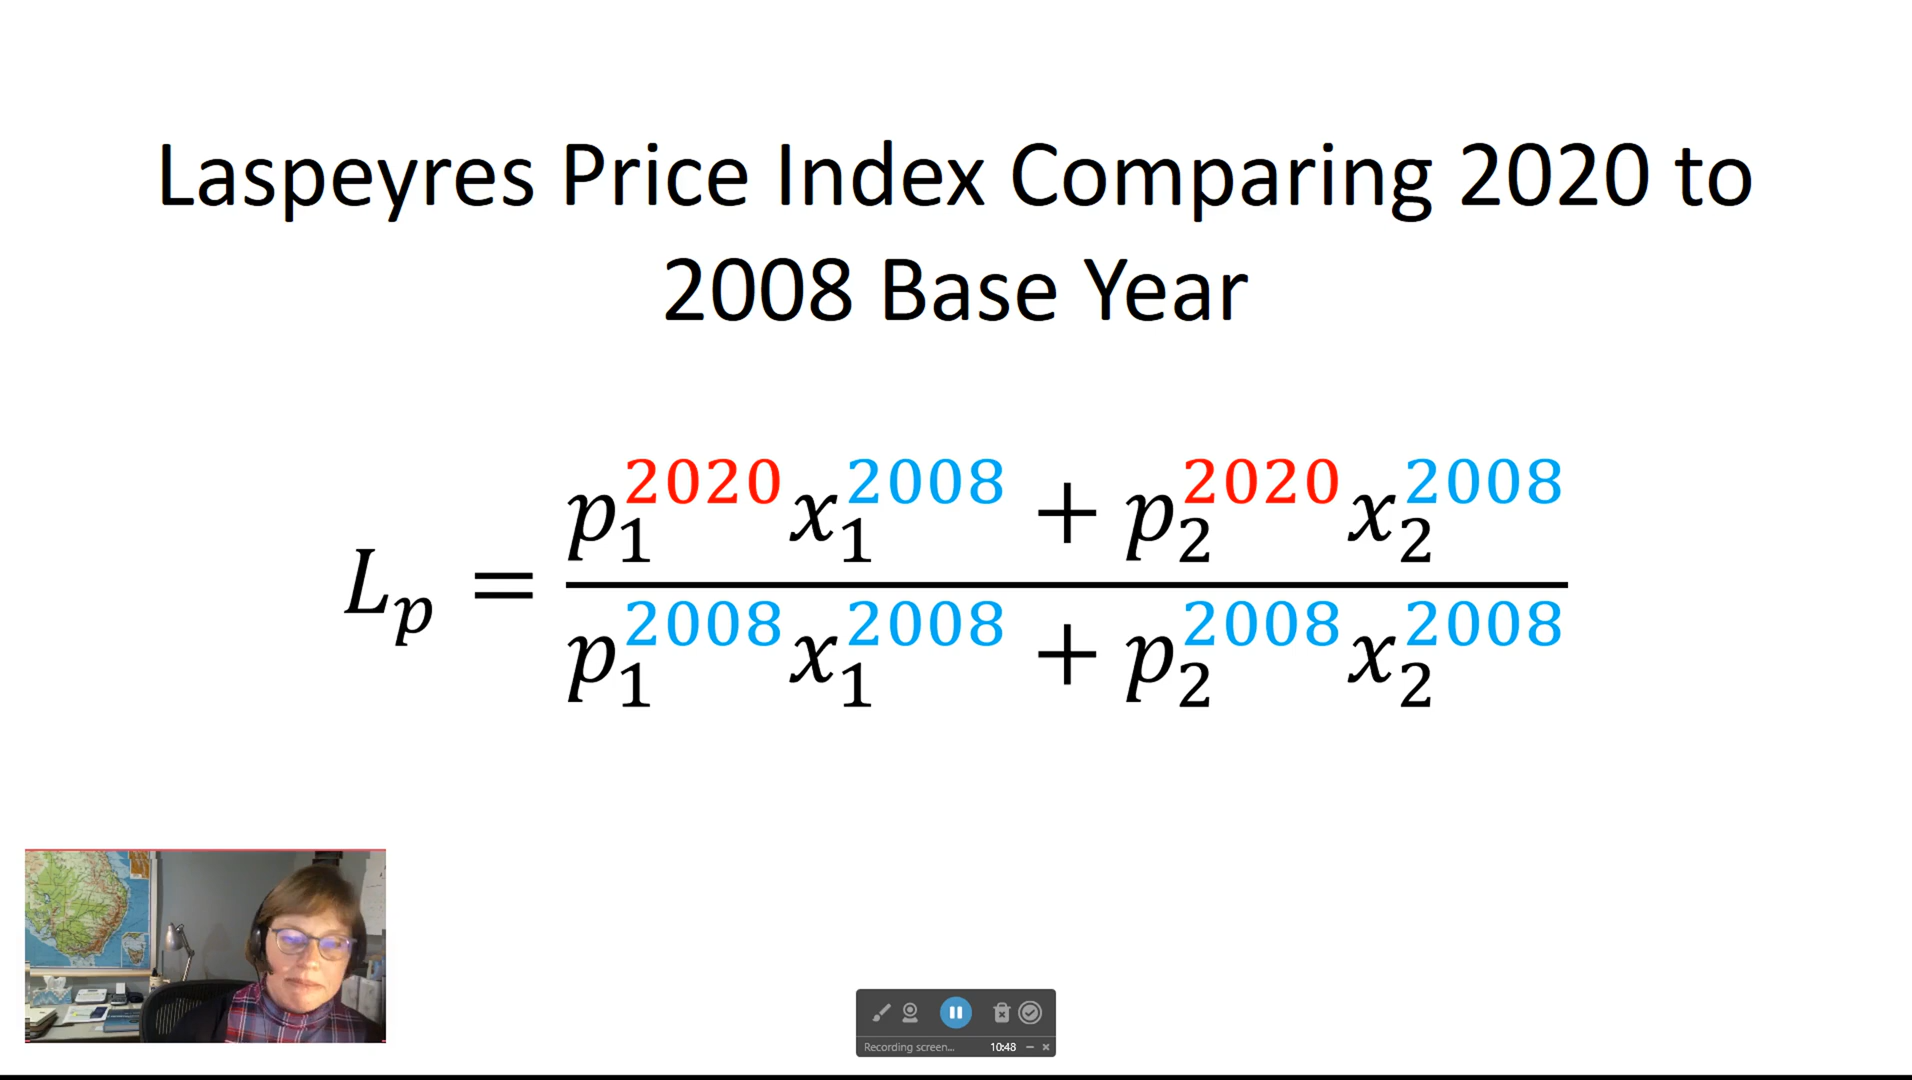 Laspeyres Price Index Comparing 2020 to
2008 Base Year
L_p = \frac{p_1^{2020} x_1^{2008} + p_2^{2020} x_2^{2008}}{p_1^{2008} x_1^{2008} + p_2^{2008} x_2^{2008}}
Recording screen... 10:48